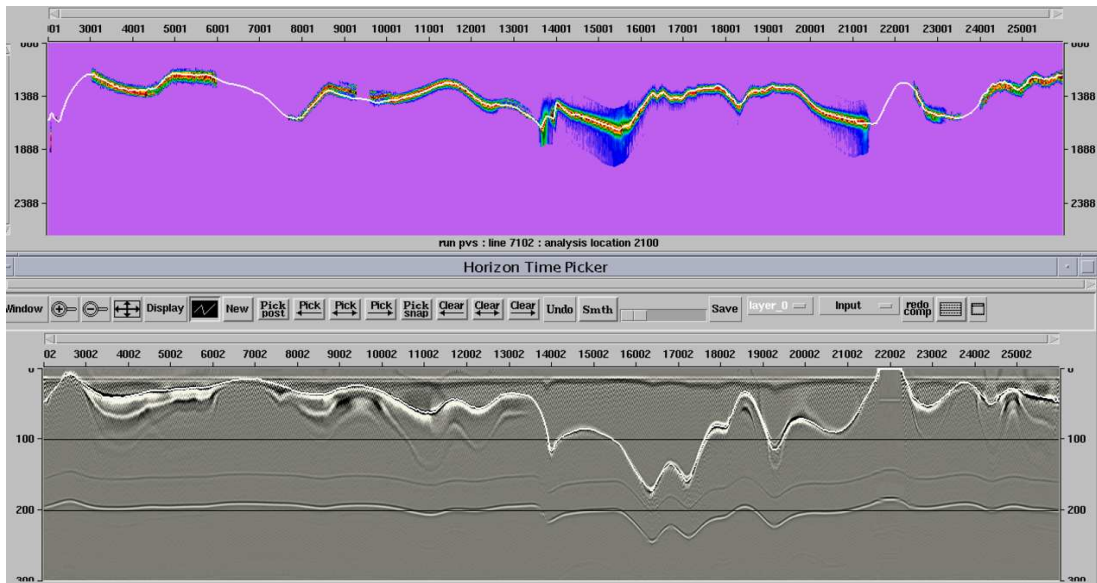 01 3001 4001 5001 6001 7001 8001 9001 10001 11001 12001 13001 14001 15001 16001 17001 18001 19001 20001 21001 22001 23001 24001 25001
1388 1388
1888 1888
2388 2388
run pvs : line 7102 : analysis location 2100
Horizon Time Picker
Window Display New Pick post Pick Pick Pick Pick snap Clear Clear Clear Undo Smth Save layer_0 Input redo comp
02 3002 4002 5002 6002 7002 8002 9002 10002 11002 12002 13002 14002 15002 16002 17002 18002 19002 20002 21002 22002 23002 24002 25002
0 0
100 100
200 200
300 300